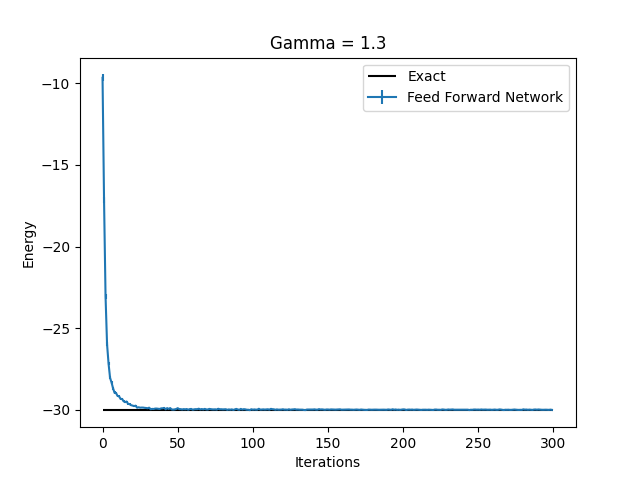 Gamma = 1.3
Exact
Feed Forward Network
Energy
−10
−15
−20
−25
−30
0 50 100 150 200 250 300
Iterations